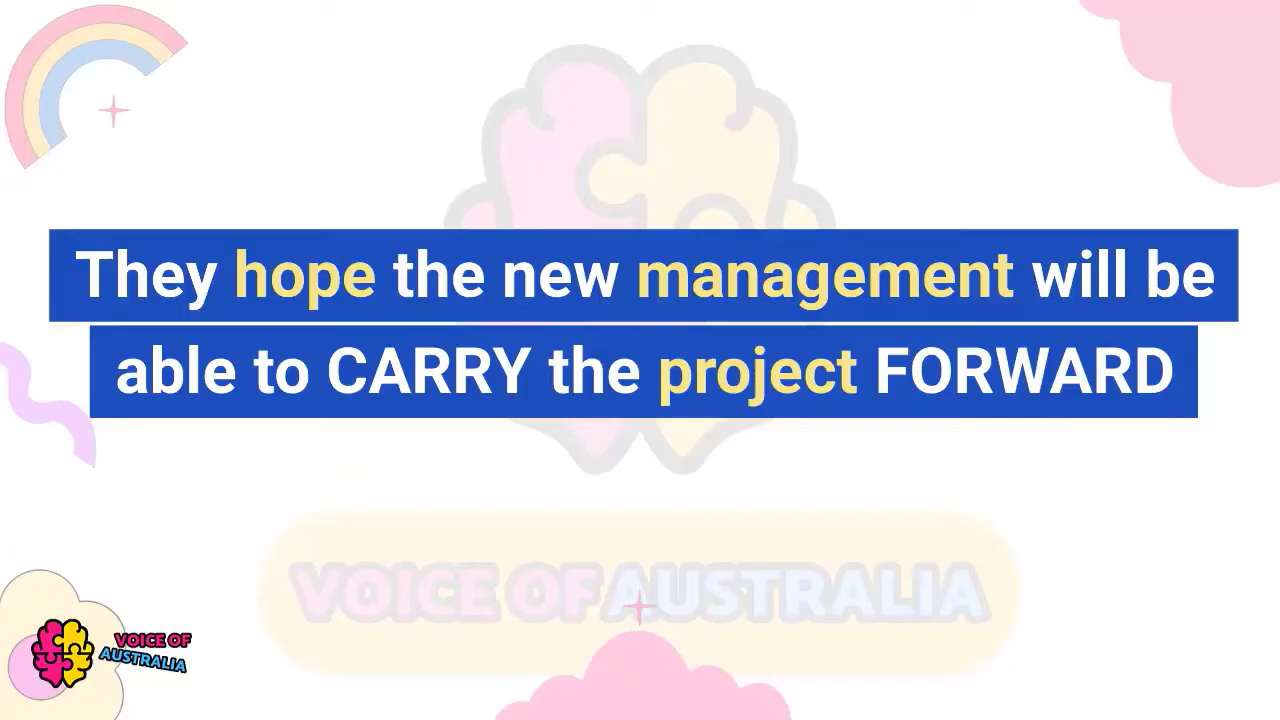 They hope the new management will be
able to CARRY the project FORWARD
VOICE OF AUSTRALIA
VOICE OF
AUSTRALIA